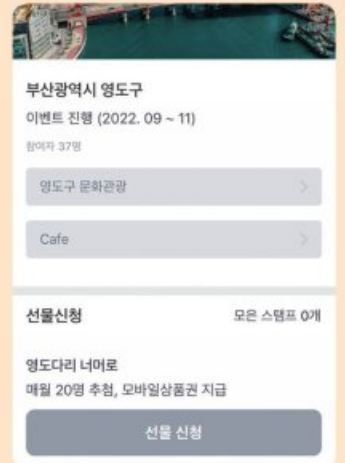 부산광역시 영도구
이벤트 진행 (2022. 09 ~ 11)
참여자 37명
영도구 문화관광
Cafe
선물신청
모은 스탬프 0개
영도다리 너머로
매월 20명 추첨, 모바일상품권 지급
선물 신청